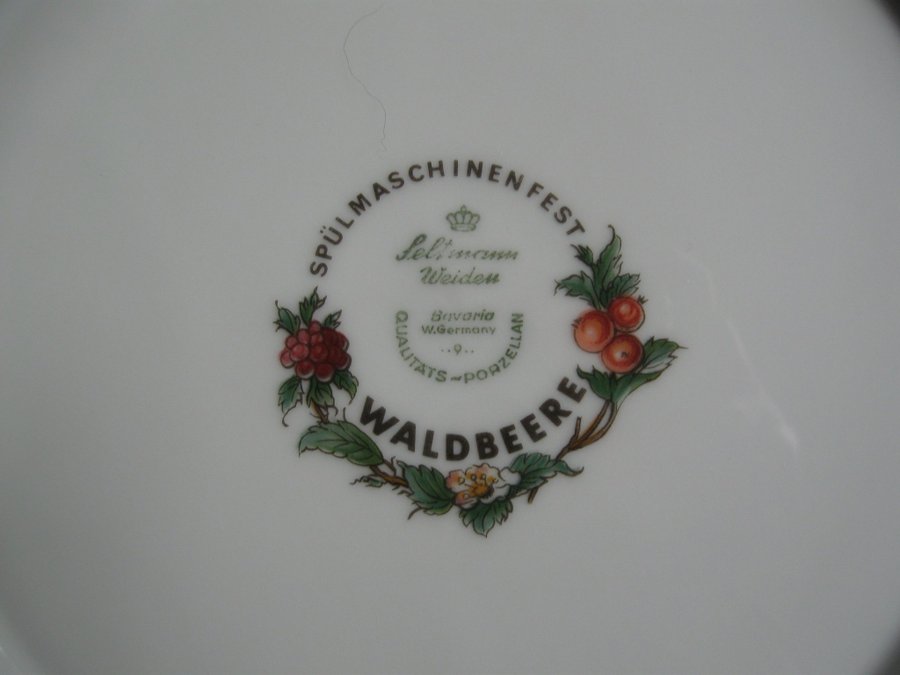 SPÜLMASCHINENFEST
Seltmann
Weiden
Bavaria
W.Germany
..9..
QUALITÄTS-PORZELLAN
WALDBEERE